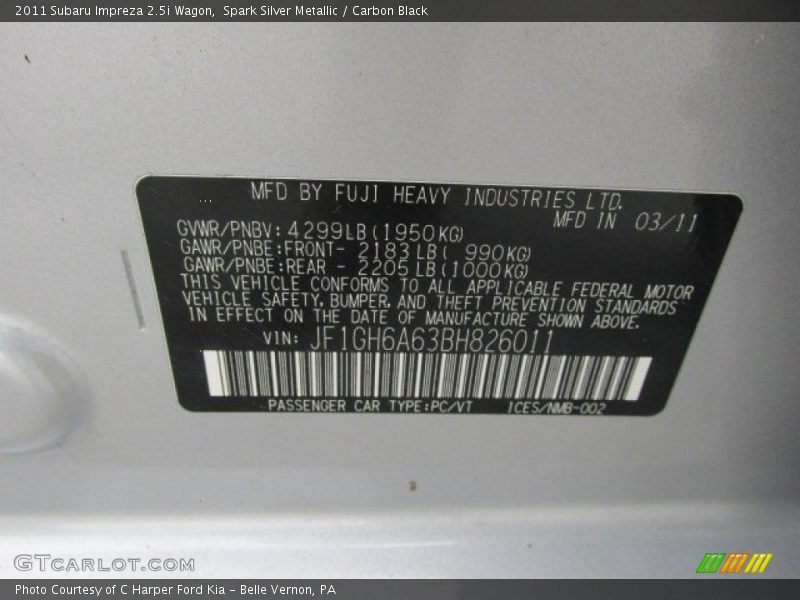 2011 Subaru Impreza 2.5i Wagon,  Spark Silver Metallic / Carbon Black
MFD BY FUJI HEAVY INDUSTRIES LTD.
MFD IN 03/11
GVWR/PNBV: 4299LB(1950KG)
GAWR/PNBE:FRONT- 2183LB( 990KG)
GAWR/PNBE:REAR - 2205LB(1000KG)
THIS VEHICLE CONFORMS TO ALL APPLICABLE FEDERAL MOTOR
VEHICLE SAFETY, BUMPER, AND THEFT PREVENTION STANDARDS
IN EFFECT ON THE DATE OF MANUFACTURE SHOWN ABOVE.
VIN: JF1GH6A63BH826011
PASSENGER CAR TYPE:PC/VT ICES/NMB-002
GTCARLOT.COM
Photo Courtesy of C Harper Ford Kia – Belle Vernon, PA